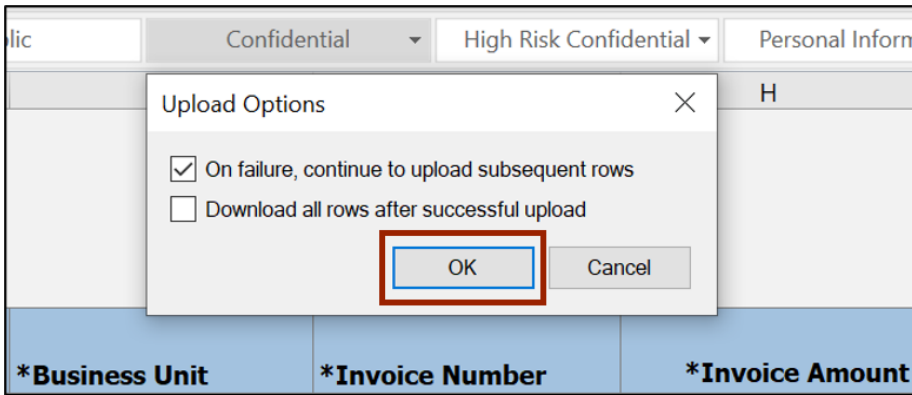 lic Confidential High Risk Confidential Personal Inform
Upload Options H
On failure, continue to upload subsequent rows
Download all rows after successful upload
OK Cancel
*Business Unit *Invoice Number *Invoice Amount